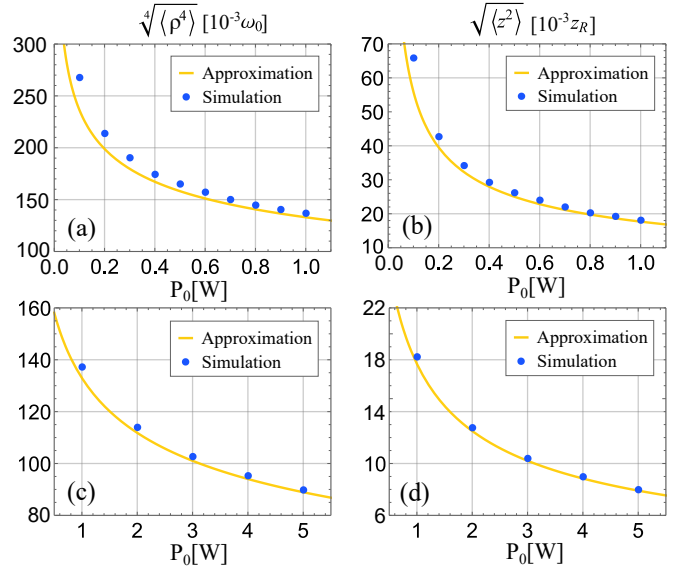 ∜⟨ρ⁴⟩ [10⁻³ω₀]
√⟨z²⟩ [10⁻³z_R]
300
250
200
150
100
Approximation
Simulation
(a)
0.0 0.2 0.4 0.6 0.8 1.0
P₀[W]
70
60
50
40
30
20
10
Approximation
Simulation
(b)
0.0 0.2 0.4 0.6 0.8 1.0
P₀[W]
160
140
120
100
80
Approximation
Simulation
(c)
1 2 3 4 5
P₀[W]
22
18
14
10
6
Approximation
Simulation
(d)
1 2 3 4 5
P₀[W]